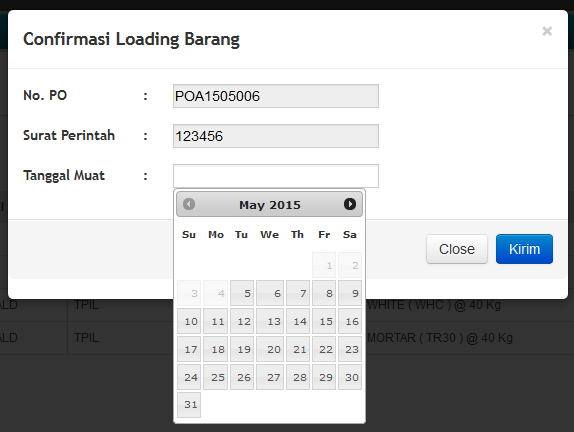 Confirmasi Loading Barang ×
No. PO : POA1505006
Surat Perintah : 123456
Tanggal Muat :
May 2015
Su Mo Tu We Th Fr Sa
1 2
3 4 5 6 7 8 9
10 11 12 13 14 15 16
17 18 19 20 21 22 23
24 25 26 27 28 29 30
31
Close Kirim
ALD TPIL WHITE ( WHC ) @ 40 Kg
ALD TPIL MORTAR ( TR30 ) @ 40 Kg